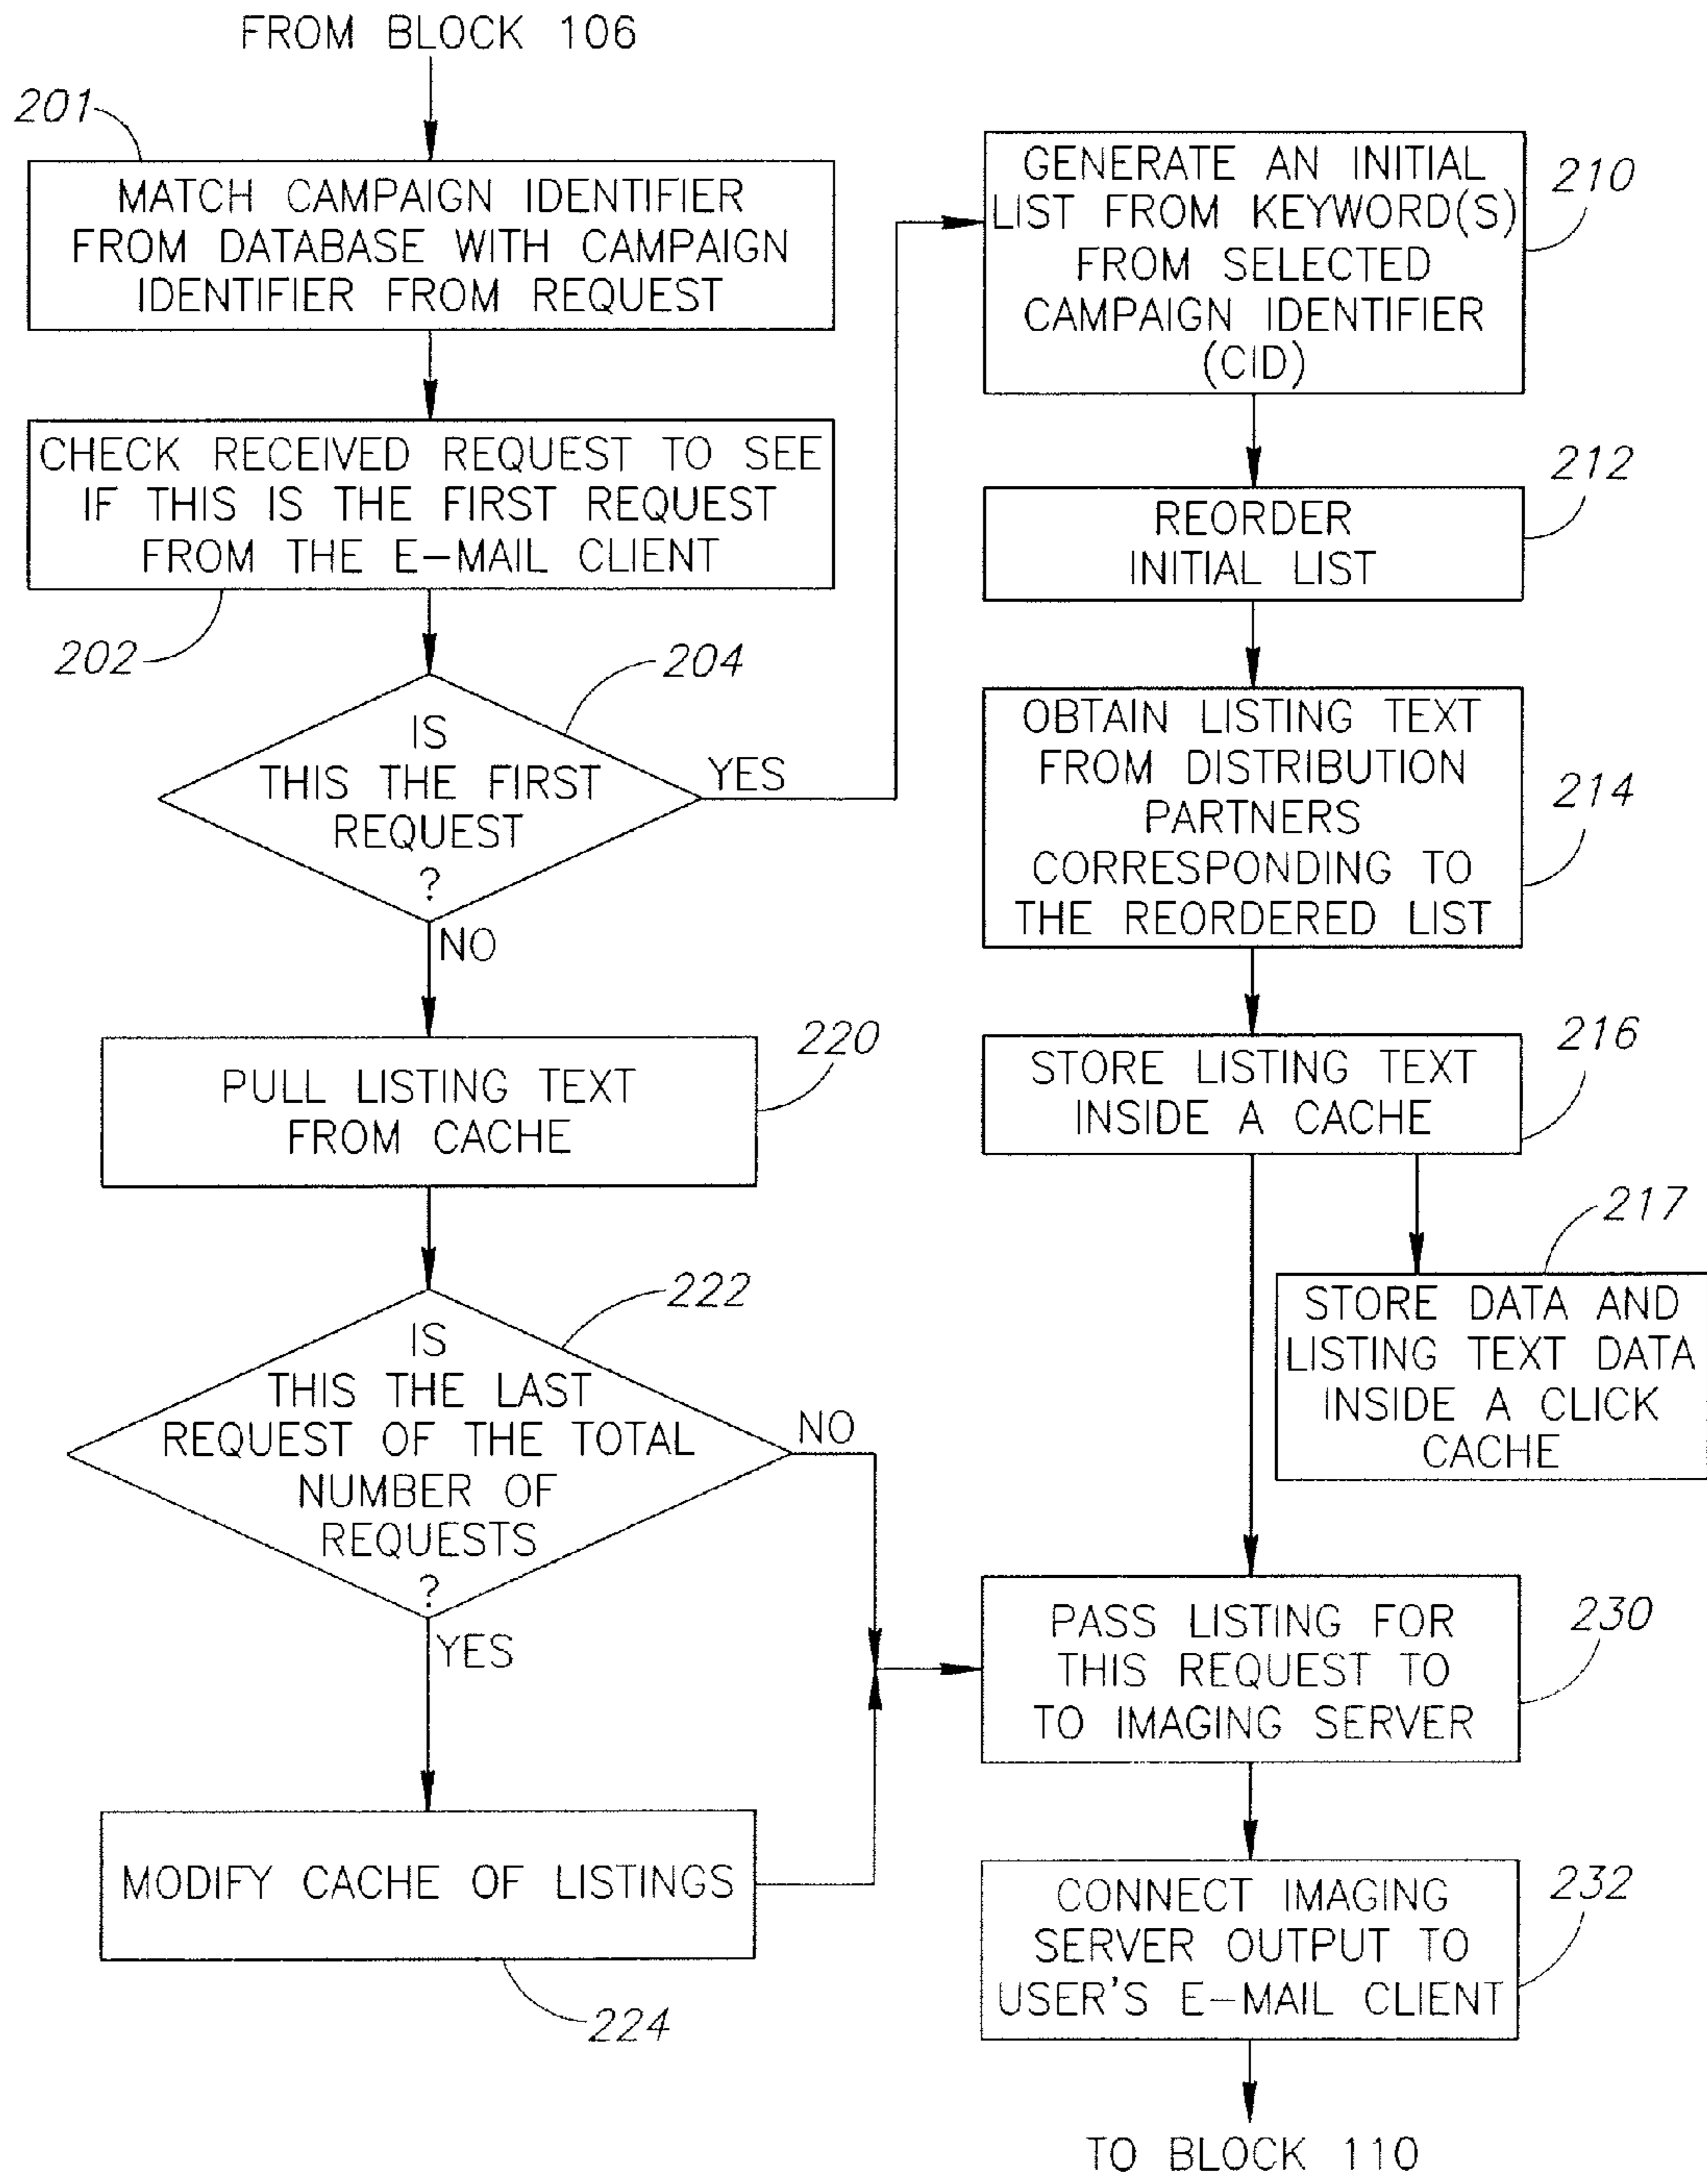 FROM BLOCK 106
201
MATCH CAMPAIGN IDENTIFIER
FROM DATABASE WITH CAMPAIGN
IDENTIFIER FROM REQUEST
CHECK RECEIVED REQUEST TO SEE
IF THIS IS THE FIRST REQUEST
FROM THE E-MAIL CLIENT
202
204
IS
THIS THE FIRST
REQUEST
?
YES
NO
220
PULL LISTING TEXT
FROM CACHE
222
IS
THIS THE LAST
REQUEST OF THE TOTAL
NUMBER OF
REQUESTS
?
NO
YES
MODIFY CACHE OF LISTINGS
224
GENERATE AN INITIAL
LIST FROM KEYWORD(S)
FROM SELECTED
CAMPAIGN IDENTIFIER
(CID)
210
212
REORDER
INITIAL LIST
OBTAIN LISTING TEXT
FROM DISTRIBUTION
PARTNERS
CORRESPONDING TO
THE REORDERED LIST
214
216
STORE LISTING TEXT
INSIDE A CACHE
217
STORE DATA AND
LISTING TEXT DATA
INSIDE A CLICK
CACHE
PASS LISTING FOR
THIS REQUEST TO
TO IMAGING SERVER
230
CONNECT IMAGING
SERVER OUTPUT TO
USER'S E-MAIL CLIENT
232
TO BLOCK 110